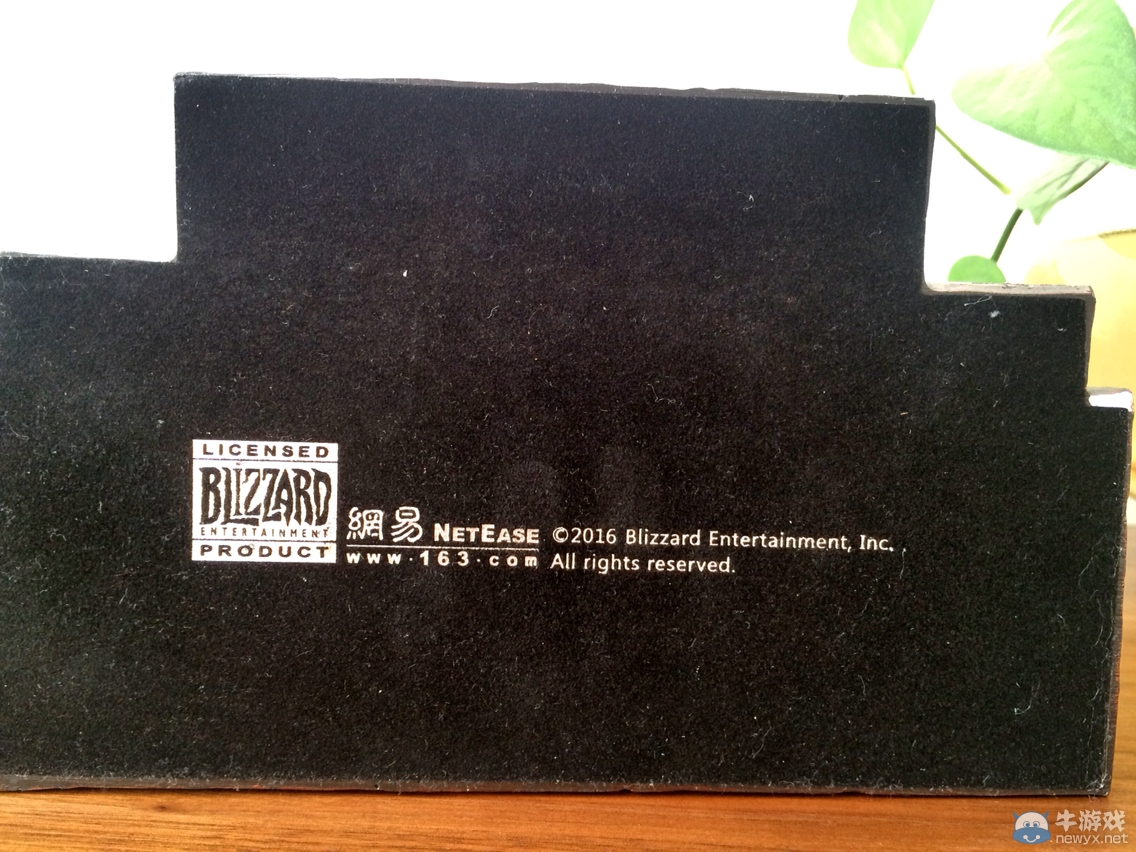 LICENSED
BLIZZARD
ENTERTAINMENT
PRODUCT
網易 NETEASE
www.163.com
©2016 Blizzard Entertainment, Inc.
All rights reserved.
牛游戏
newyx.net